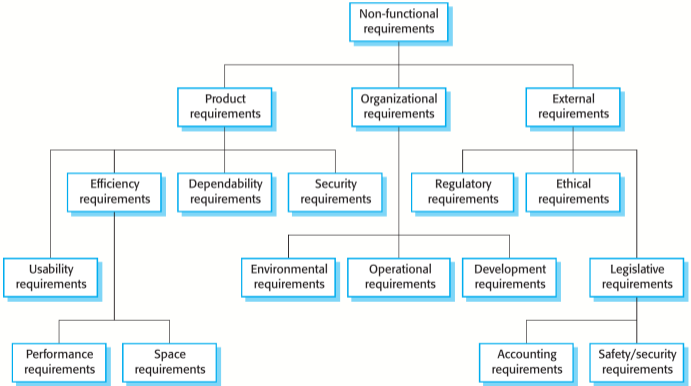 Non-functional
requirements
Product
requirements
Organizational
requirements
External
requirements
Efficiency
requirements
Dependability
requirements
Security
requirements
Regulatory
requirements
Ethical
requirements
Usability
requirements
Environmental
requirements
Operational
requirements
Development
requirements
Legislative
requirements
Performance
requirements
Space
requirements
Accounting
requirements
Safety/security
requirements